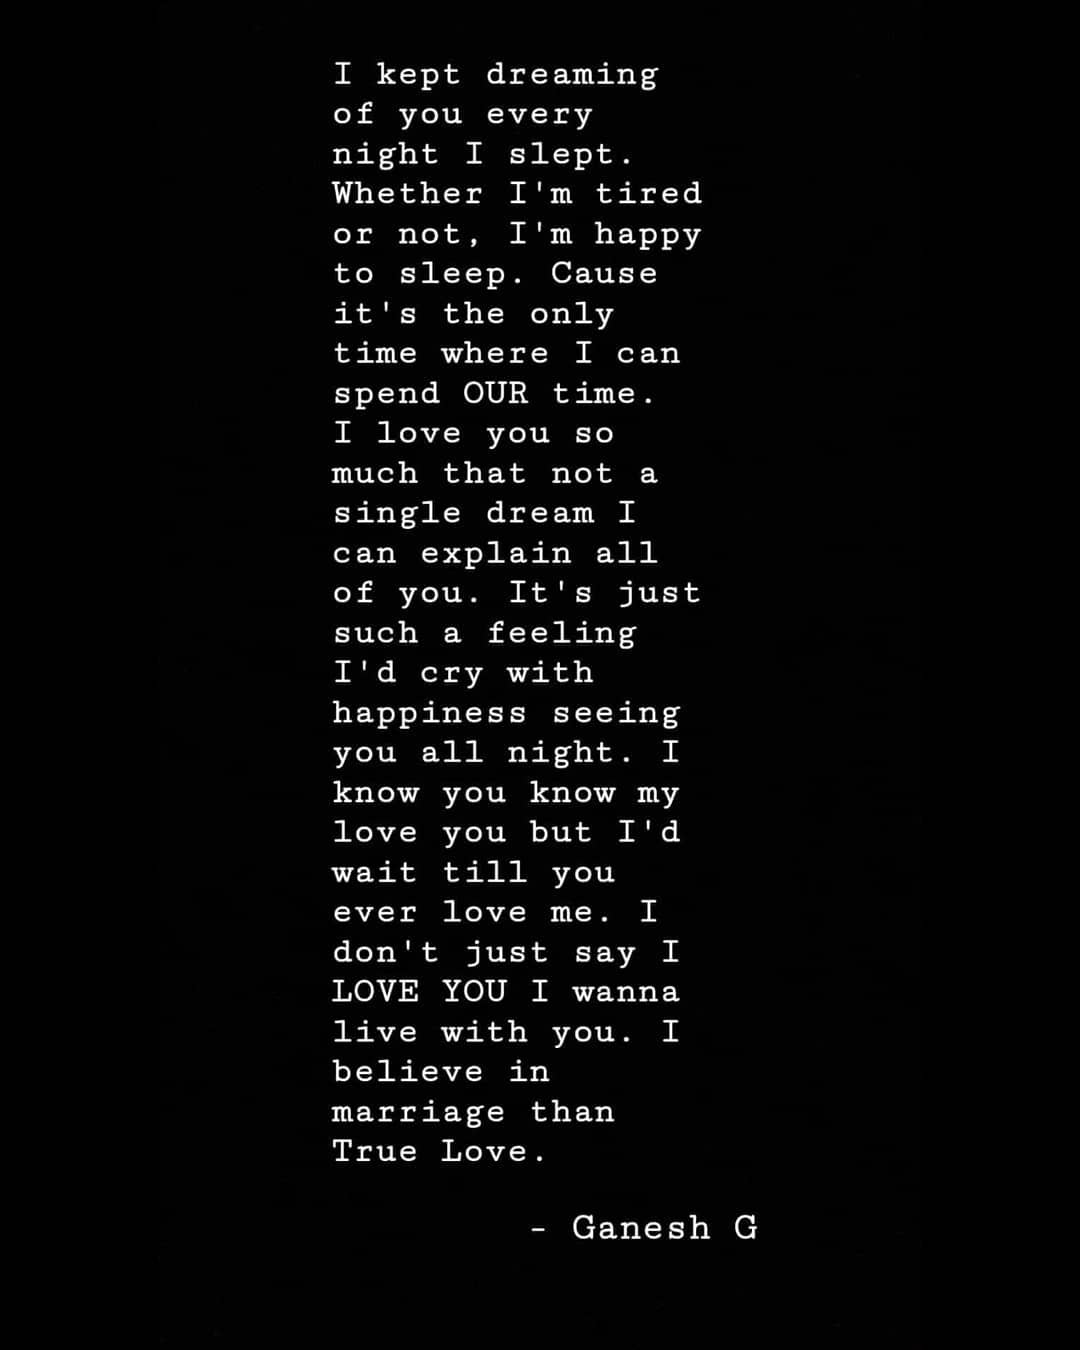 I kept dreaming
of you every
night I slept.
Whether I'm tired
or not, I'm happy
to sleep. Cause
it's the only
time where I can
spend OUR time.
I love you so
much that not a
single dream I
can explain all
of you. It's just
such a feeling
I'd cry with
happiness seeing
you all night. I
know you know my
love you but I'd
wait till you
ever love me. I
don't just say I
LOVE YOU I wanna
live with you. I
believe in
marriage than
True Love.
- Ganesh G